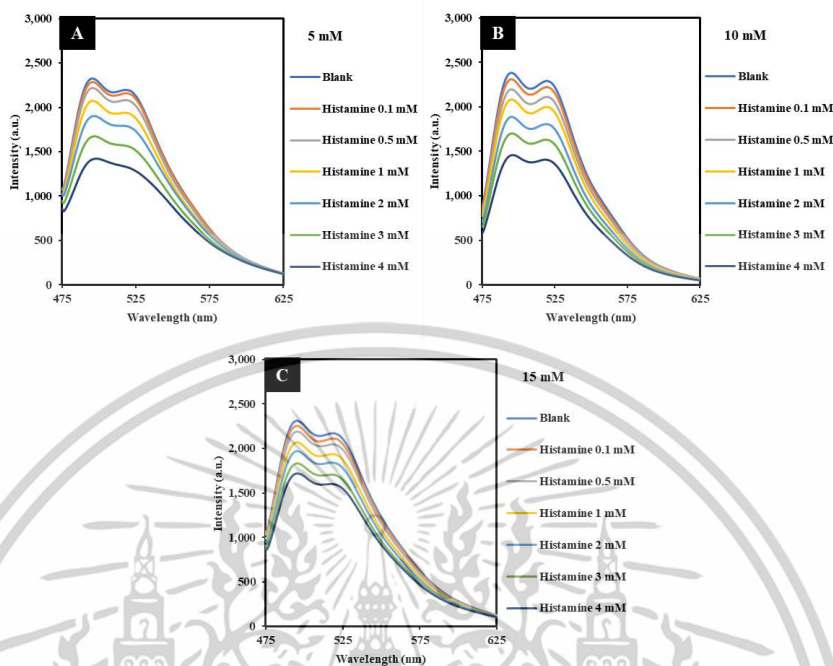 A
5 mM
3,000
2,500
2,000
1,500
1,000
500
0
Intensity (a.u.)
475
525
575
625
Wavelength (nm)
Blank
Histamine 0.1 mM
Histamine 0.5 mM
Histamine 1 mM
Histamine 2 mM
Histamine 3 mM
Histamine 4 mM
B
10 mM
3,000
2,500
2,000
1,500
1,000
500
0
Intensity (a.u.)
475
525
575
625
Wavelength (nm)
Blank
Histamine 0.1 mM
Histamine 0.5 mM
Histamine 1 mM
Histamine 2 mM
Histamine 3 mM
Histamine 4 mM
C
15 mM
3,000
2,500
2,000
1,500
1,000
500
0
Intensity (a.u.)
475
525
575
625
Wavelength (nm)
Blank
Histamine 0.1 mM
Histamine 0.5 mM
Histamine 1 mM
Histamine 2 mM
Histamine 3 mM
Histamine 4 mM